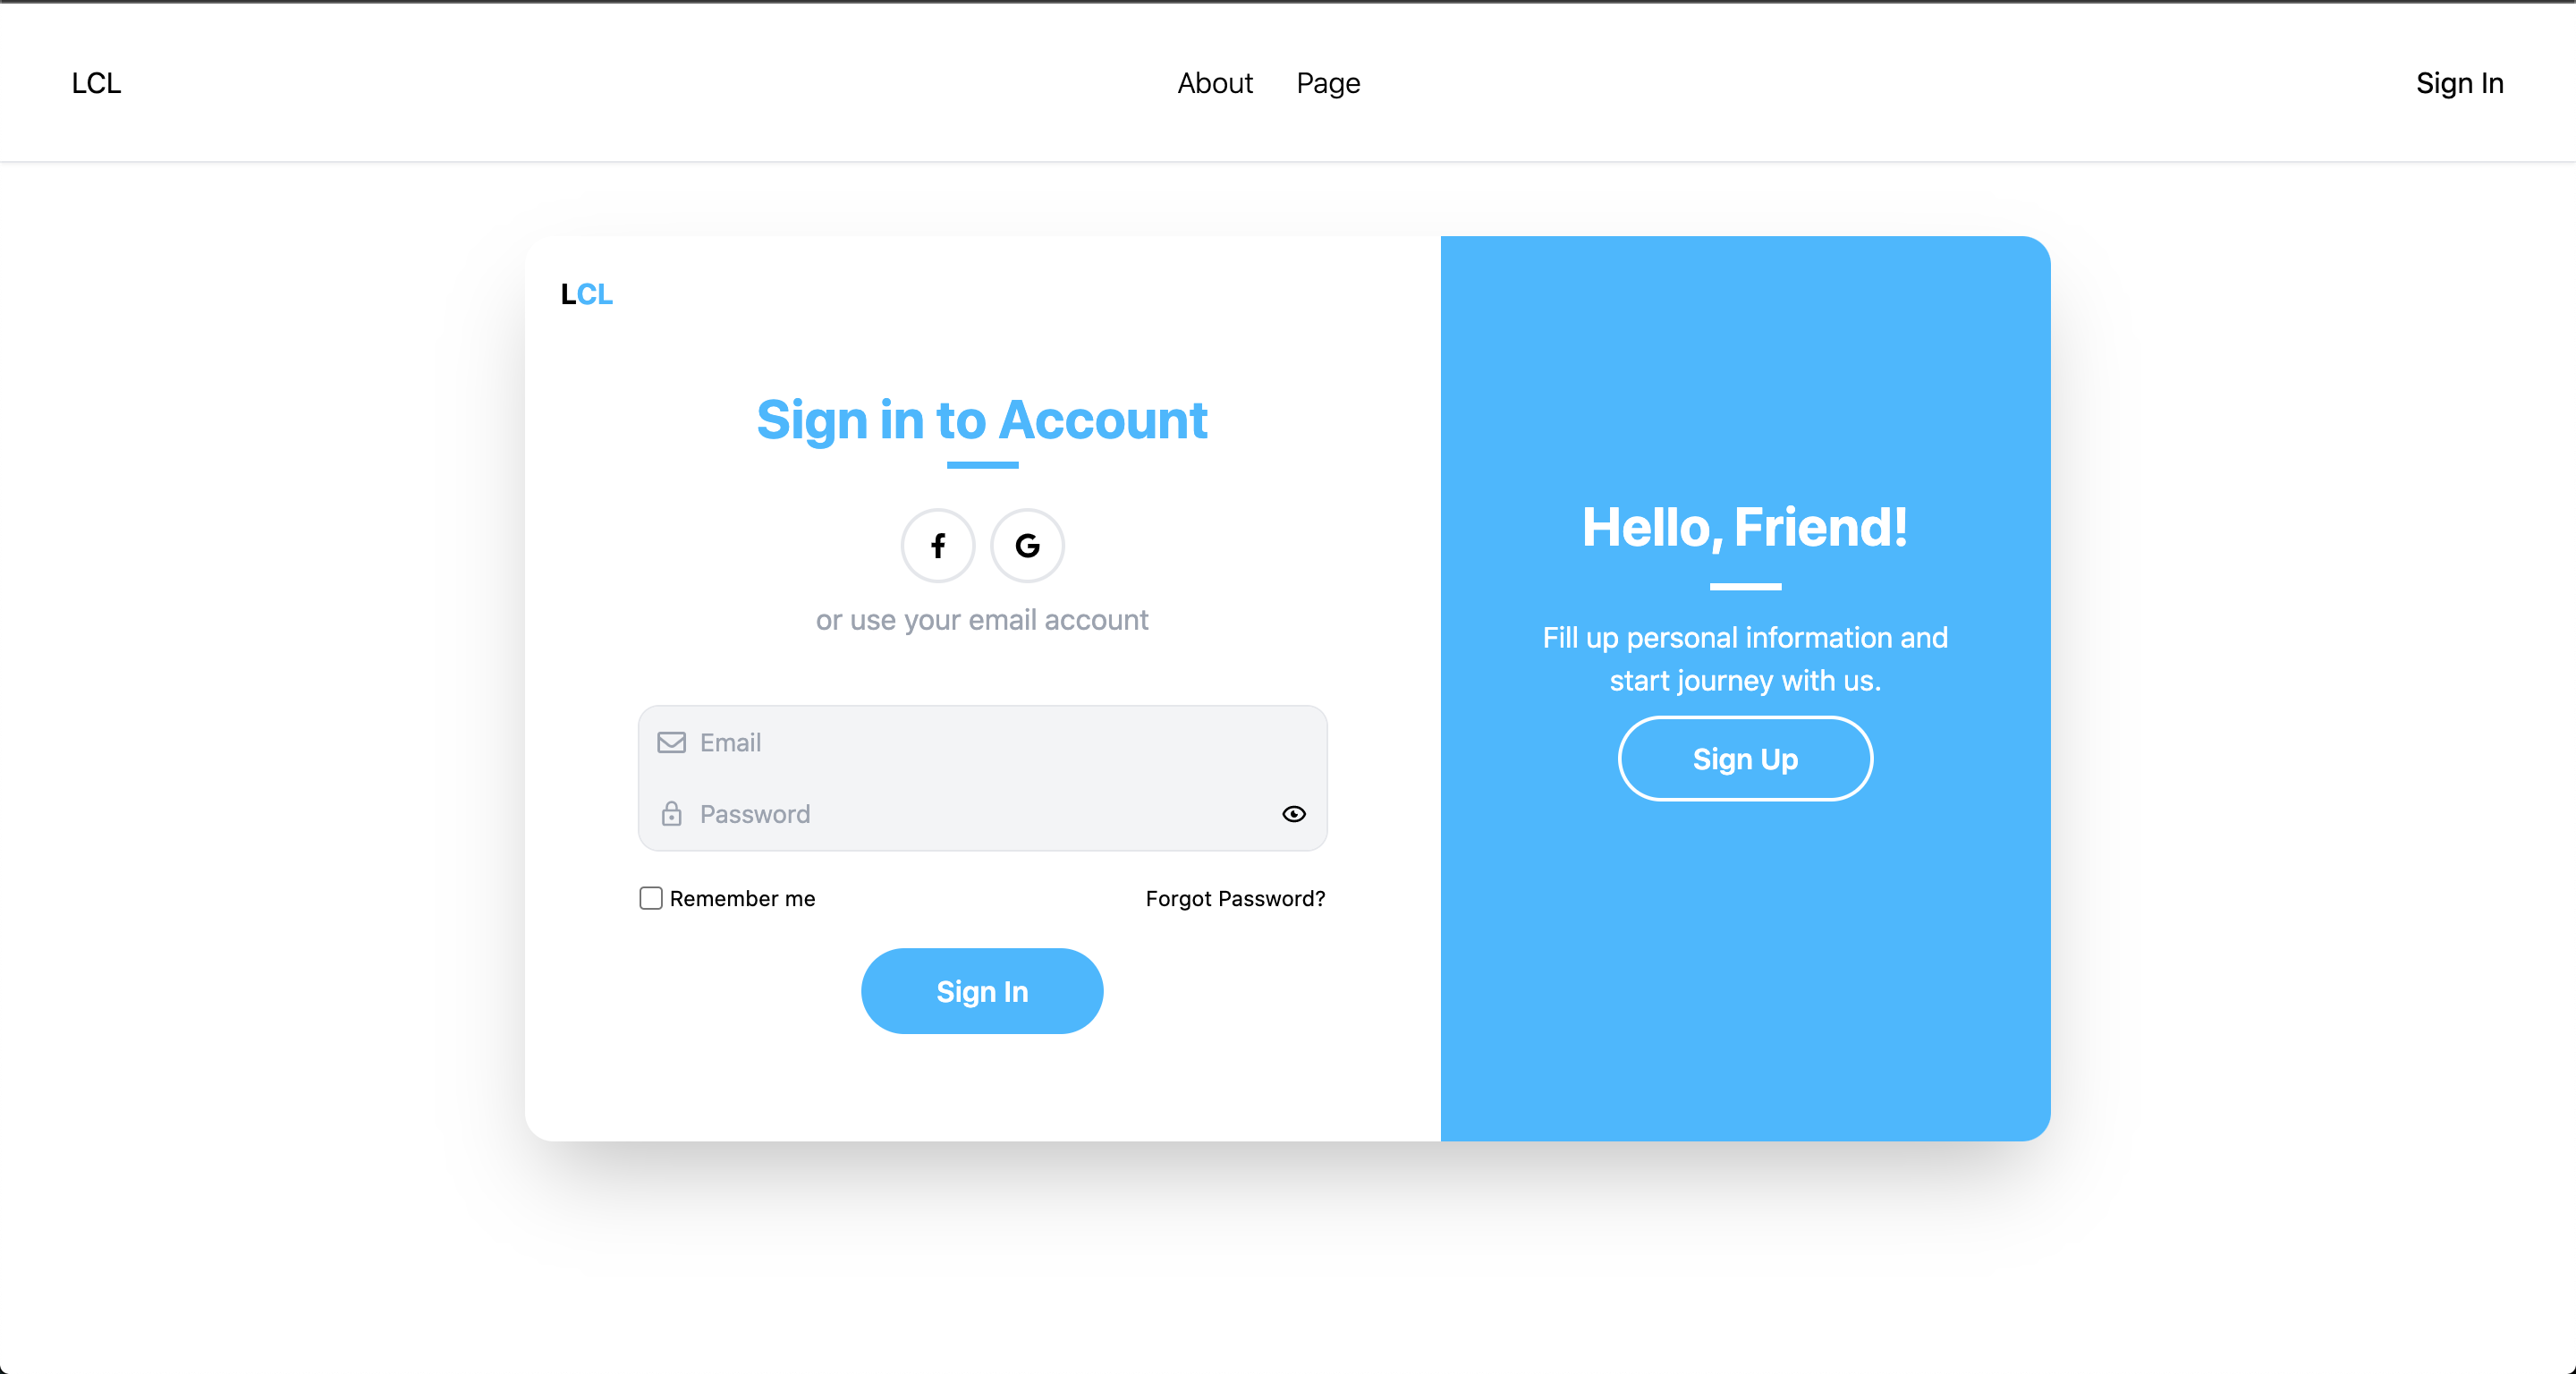 LCL
About
Page
Sign In
LCL
Sign in to Account
or use your email account
Email
Password
Remember me
Forgot Password?
Sign In
Hello, Friend!
Fill up personal information and
start journey with us.
Sign Up